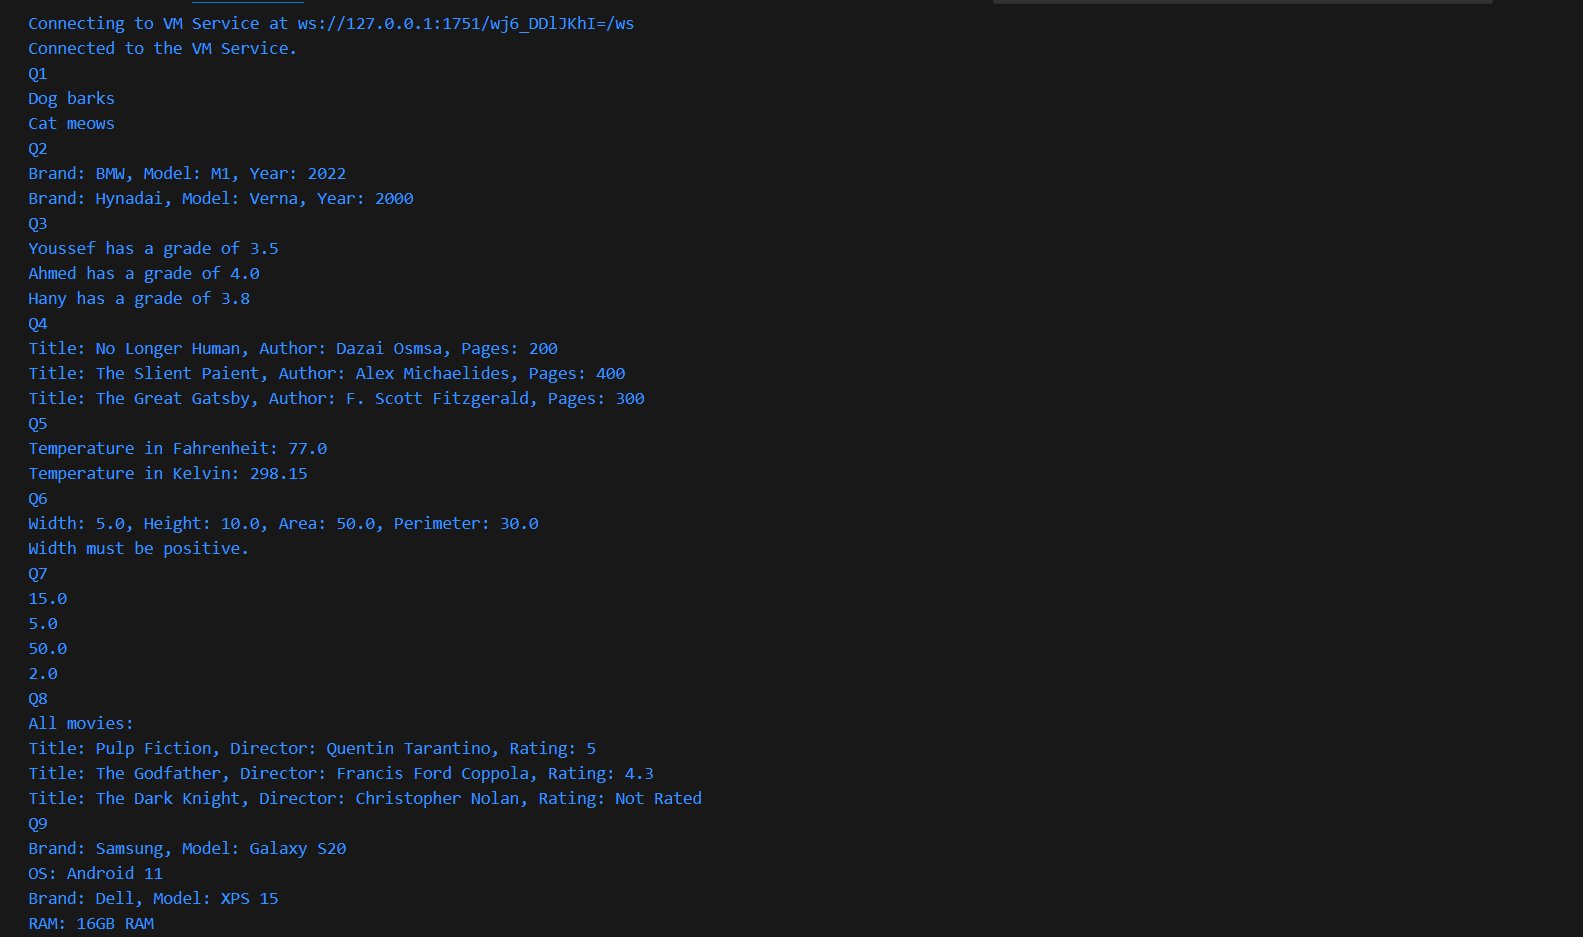 Connecting to VM Service at ws://127.0.0.1:1751/wj6_DDlJKhI=/ws
Connected to the VM Service.
Q1
Dog barks
Cat meows
Q2
Brand: BMW, Model: M1, Year: 2022
Brand: Hynadai, Model: Verna, Year: 2000
Q3
Youssef has a grade of 3.5
Ahmed has a grade of 4.0
Hany has a grade of 3.8
Q4
Title: No Longer Human, Author: Dazai Osmsa, Pages: 200
Title: The Slient Paient, Author: Alex Michaelides, Pages: 400
Title: The Great Gatsby, Author: F. Scott Fitzgerald, Pages: 300
Q5
Temperature in Fahrenheit: 77.0
Temperature in Kelvin: 298.15
Q6
Width: 5.0, Height: 10.0, Area: 50.0, Perimeter: 30.0
Width must be positive.
Q7
15.0
5.0
50.0
2.0
Q8
All movies:
Title: Pulp Fiction, Director: Quentin Tarantino, Rating: 5
Title: The Godfather, Director: Francis Ford Coppola, Rating: 4.3
Title: The Dark Knight, Director: Christopher Nolan, Rating: Not Rated
Q9
Brand: Samsung, Model: Galaxy S20
OS: Android 11
Brand: Dell, Model: XPS 15
RAM: 16GB RAM